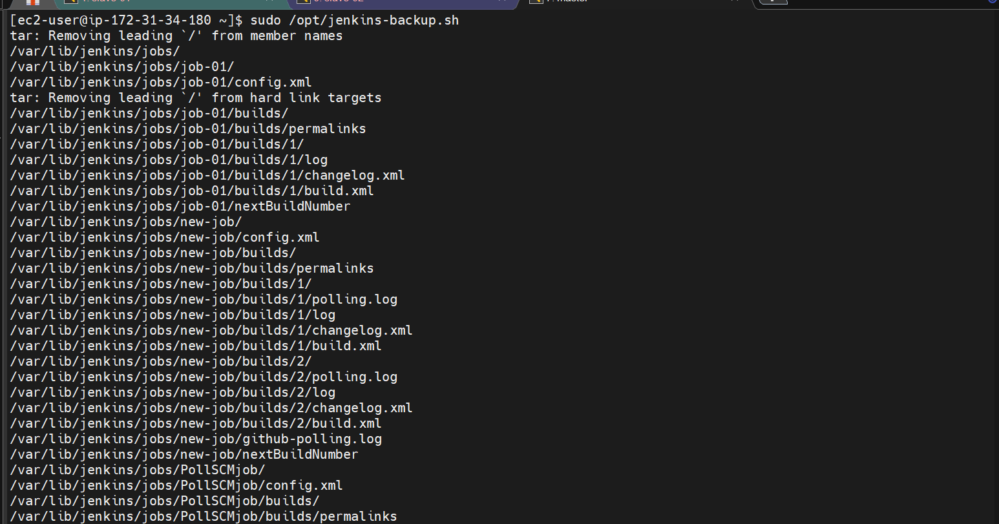 [ec2-user@ip-172-31-34-180 ~]$ sudo /opt/jenkins-backup.sh
tar: Removing leading `/' from member names
/var/lib/jenkins/jobs/
/var/lib/jenkins/jobs/job-01/
/var/lib/jenkins/jobs/job-01/config.xml
tar: Removing leading `/' from hard link targets
/var/lib/jenkins/jobs/job-01/builds/
/var/lib/jenkins/jobs/job-01/builds/permalinks
/var/lib/jenkins/jobs/job-01/builds/1/
/var/lib/jenkins/jobs/job-01/builds/1/log
/var/lib/jenkins/jobs/job-01/builds/1/changelog.xml
/var/lib/jenkins/jobs/job-01/builds/1/build.xml
/var/lib/jenkins/jobs/job-01/nextBuildNumber
/var/lib/jenkins/jobs/new-job/
/var/lib/jenkins/jobs/new-job/config.xml
/var/lib/jenkins/jobs/new-job/builds/
/var/lib/jenkins/jobs/new-job/builds/permalinks
/var/lib/jenkins/jobs/new-job/builds/1/
/var/lib/jenkins/jobs/new-job/builds/1/polling.log
/var/lib/jenkins/jobs/new-job/builds/1/log
/var/lib/jenkins/jobs/new-job/builds/1/changelog.xml
/var/lib/jenkins/jobs/new-job/builds/1/build.xml
/var/lib/jenkins/jobs/new-job/builds/2/
/var/lib/jenkins/jobs/new-job/builds/2/polling.log
/var/lib/jenkins/jobs/new-job/builds/2/log
/var/lib/jenkins/jobs/new-job/builds/2/changelog.xml
/var/lib/jenkins/jobs/new-job/builds/2/build.xml
/var/lib/jenkins/jobs/new-job/github-polling.log
/var/lib/jenkins/jobs/new-job/nextBuildNumber
/var/lib/jenkins/jobs/PollSCMjob/
/var/lib/jenkins/jobs/PollSCMjob/config.xml
/var/lib/jenkins/jobs/PollSCMjob/builds/
/var/lib/jenkins/jobs/PollSCMjob/builds/permalinks